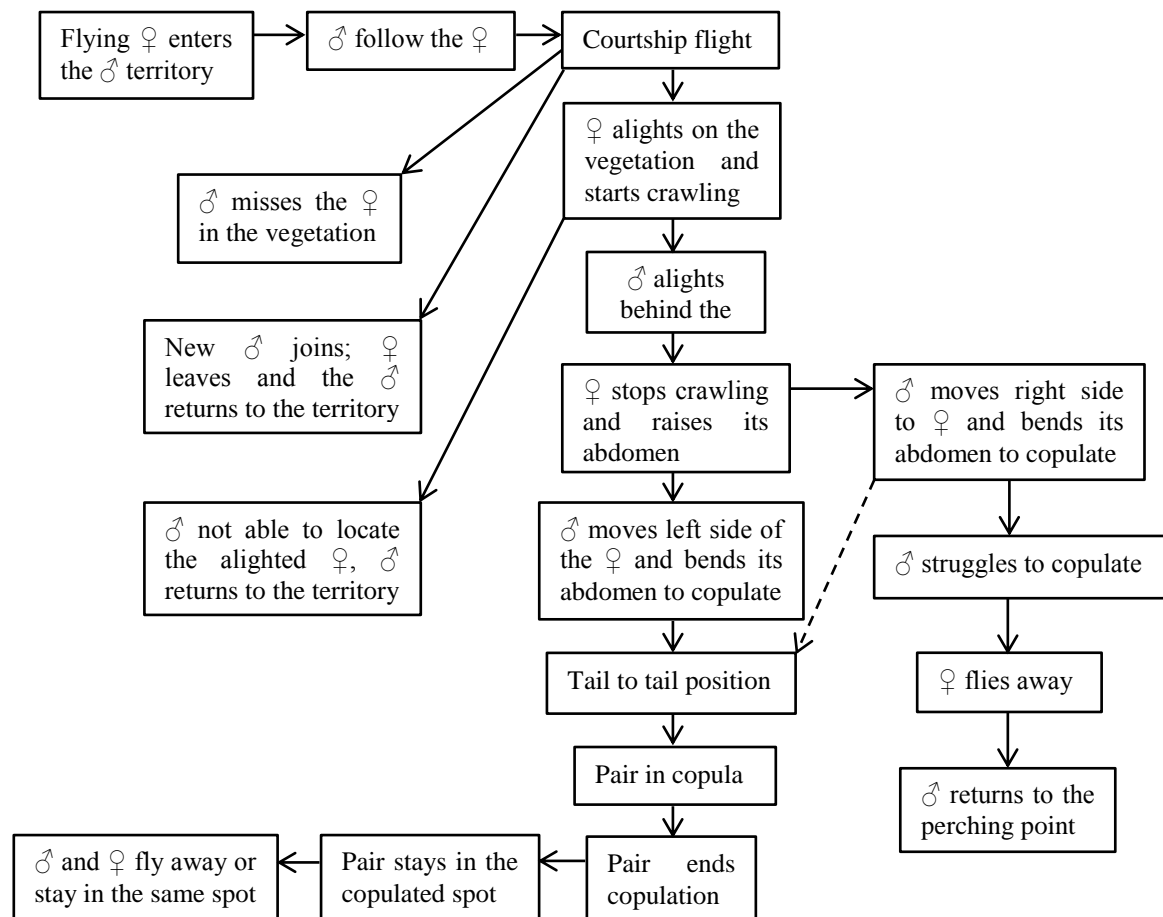 Flying ♀ enters
the ♂ territory
♂ follow the ♀
Courtship flight
♀ alights on the
vegetation and
starts crawling
♂ misses the ♀
in the vegetation
♂ alights
behind the
New ♂ joins; ♀
leaves and the ♂
returns to the territory
♀ stops crawling
and raises its
abdomen
♂ moves right side
to ♀ and bends its
abdomen to copulate
♂ not able to locate
the alighted ♀, ♂
returns to the territory
♂ moves left side of
the ♀ and bends its
abdomen to copulate
♂ struggles to copulate
Tail to tail position
♀ flies away
Pair in copula
♂ returns to the
perching point
♂ and ♀ fly away or
stay in the same spot
Pair stays in the
copulated spot
Pair ends
copulation